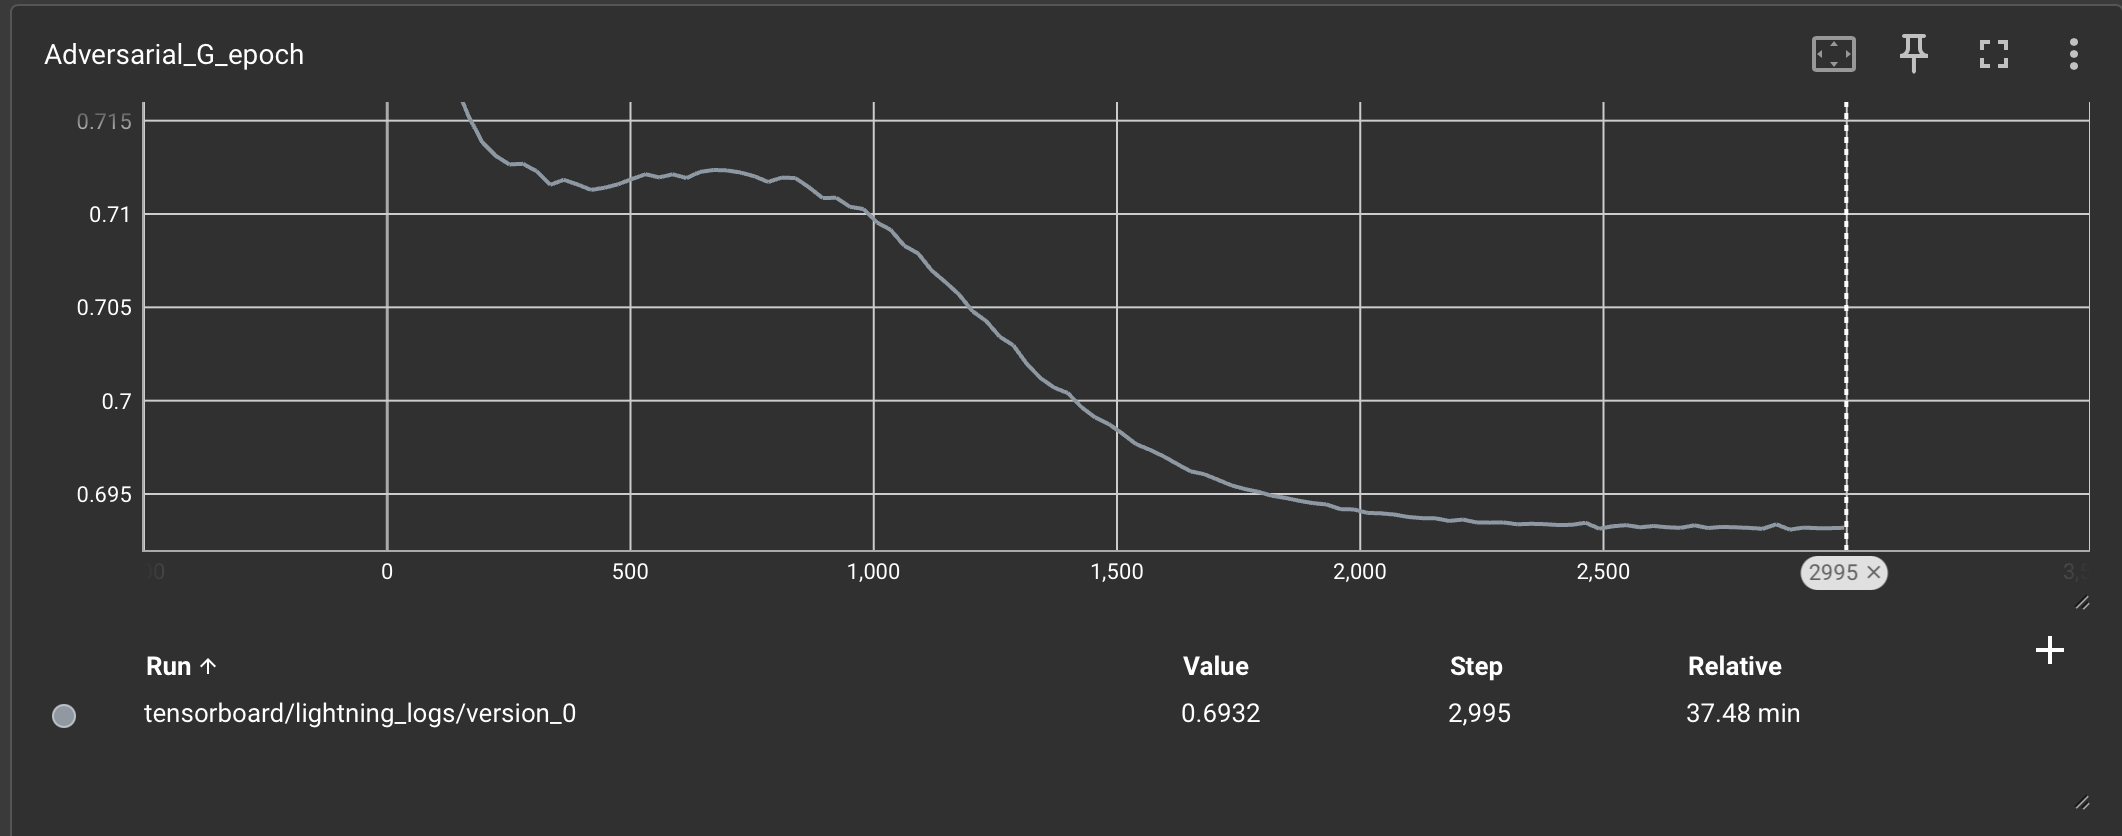 Adversarial_G_epoch
0.715
0.71
0.705
0.7
0.695
0 500 1,000 1,500 2,000 2,500 2995 ×
Run ↑ Value Step Relative
tensorboard/lightning_logs/version_0 0.6932 2,995 37.48 min